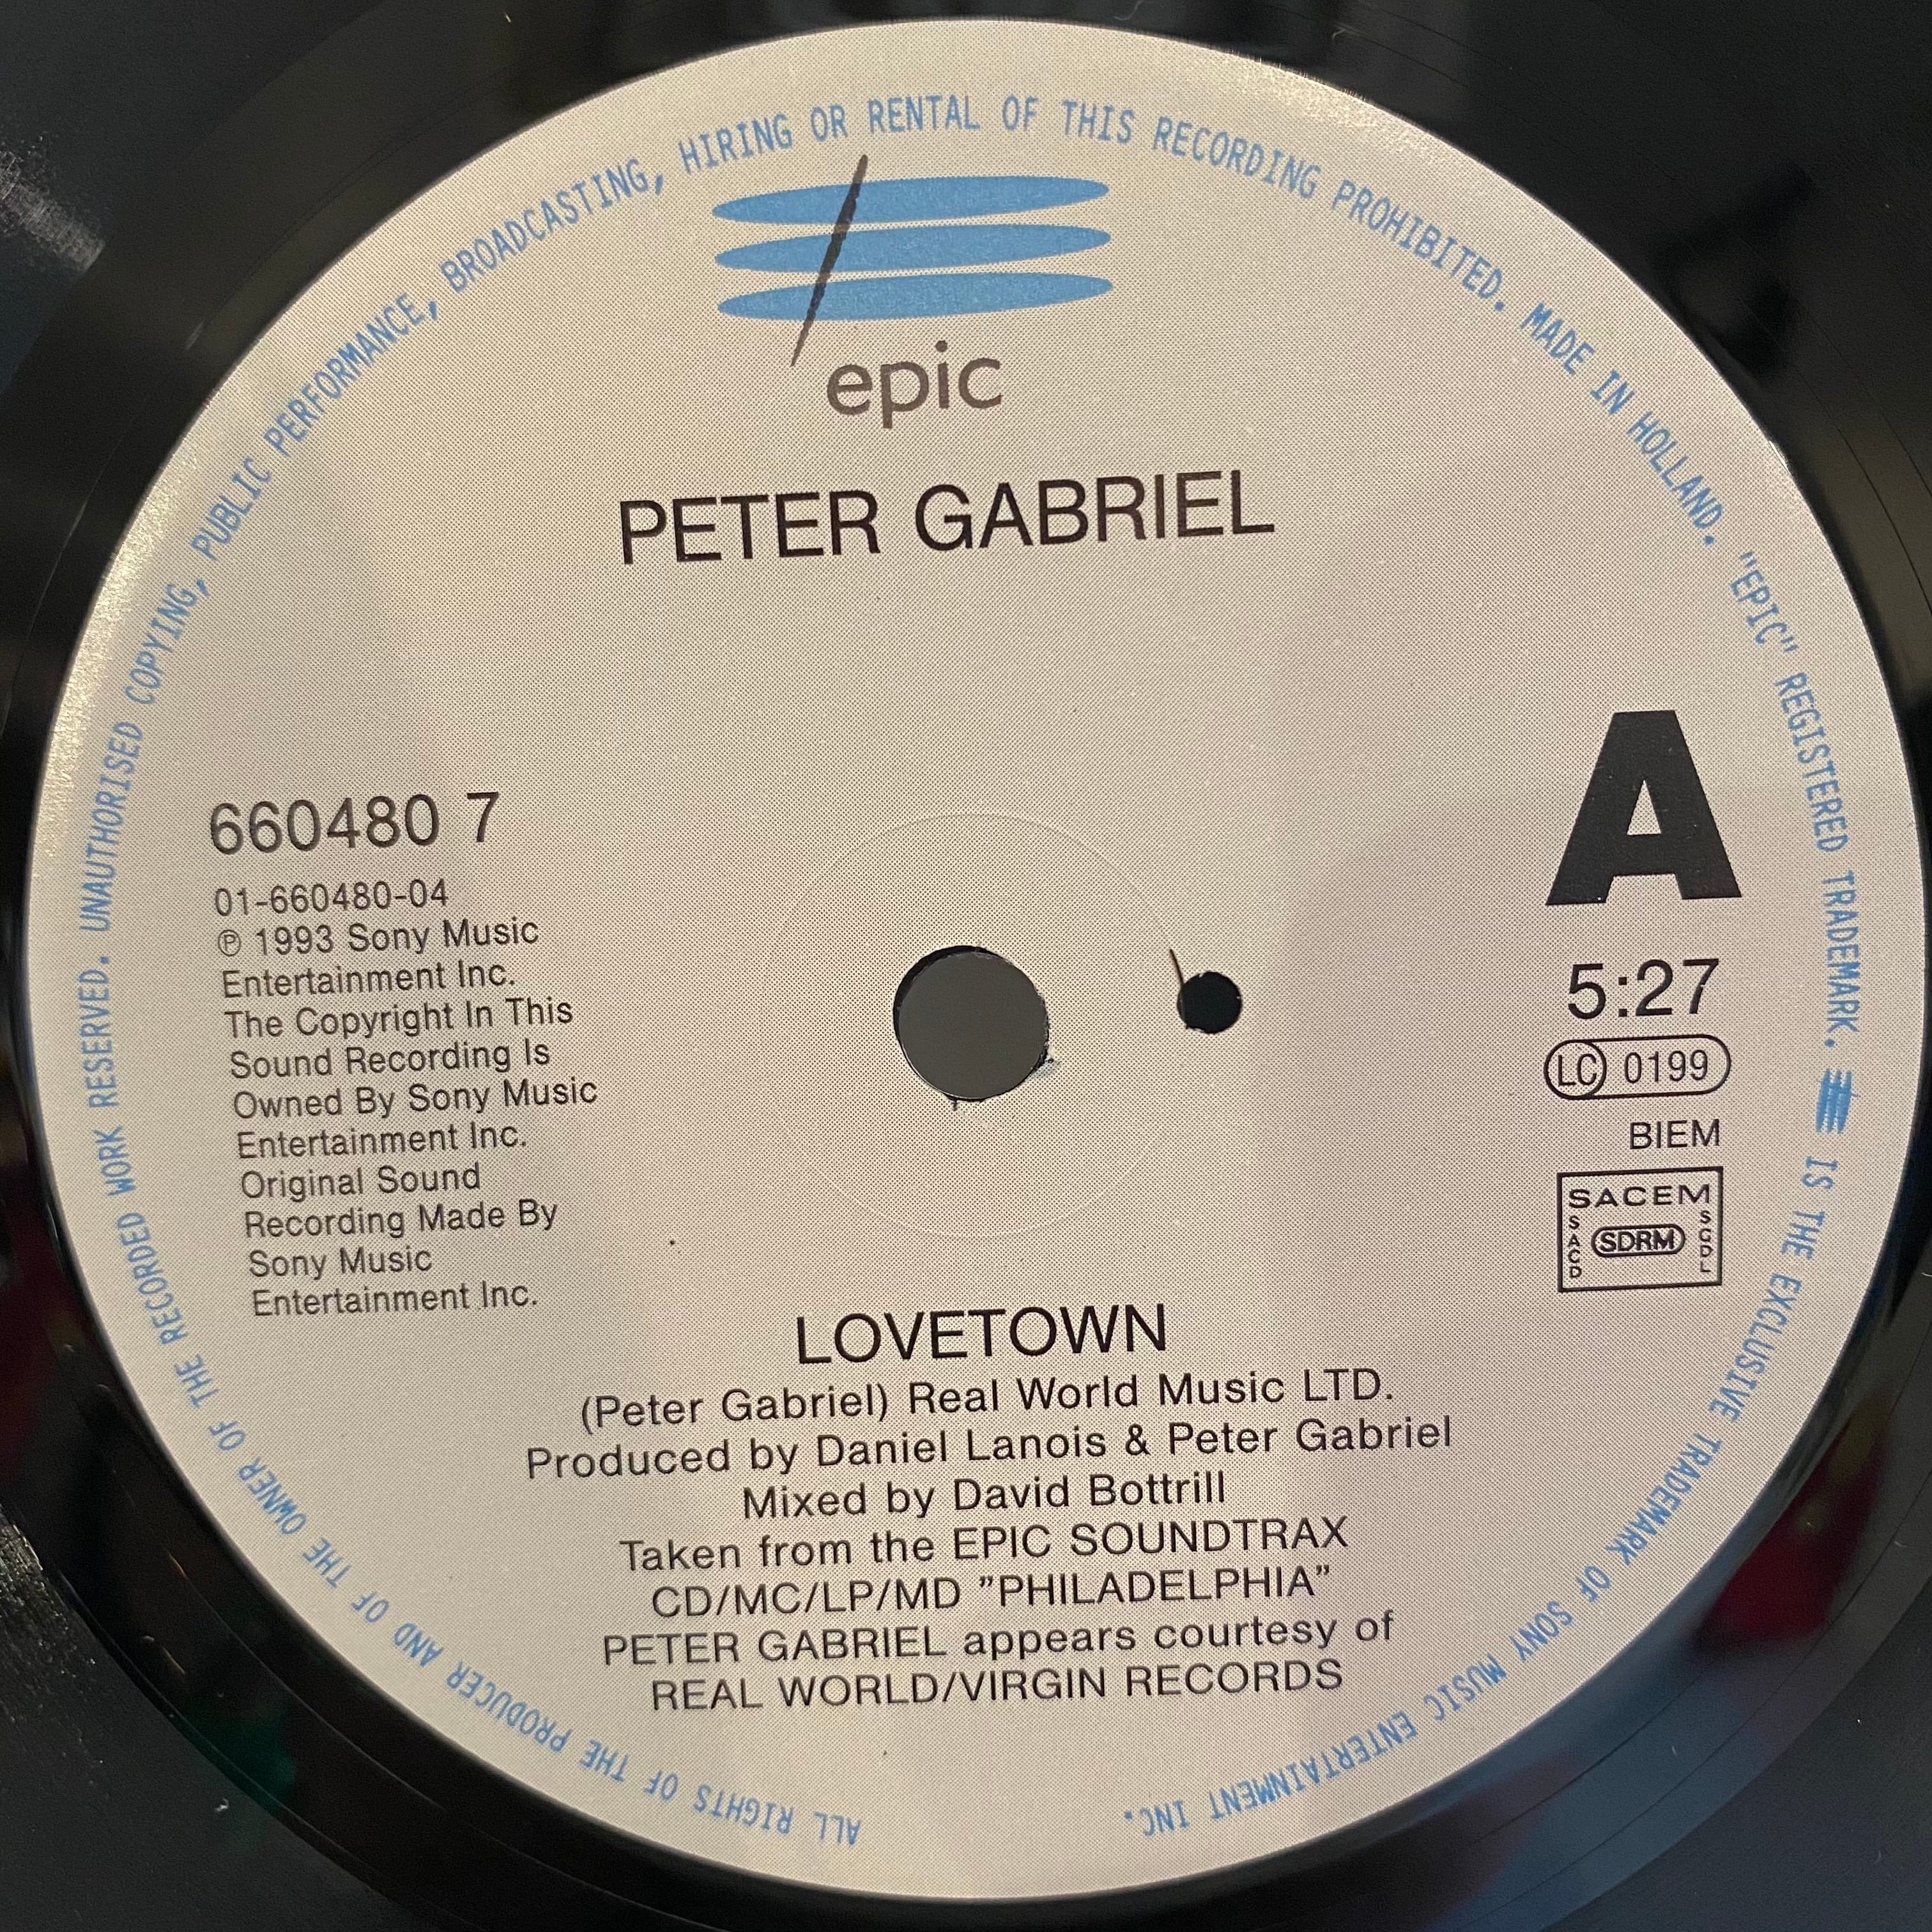 ALL RIGHTS OF THE PRODUCER AND OF THE OWNER OF THE RECORDED WORK RESERVED. UNAUTHORISED COPYING, PUBLIC PERFORMANCE, BROADCASTING, HIRING OR RENTAL OF THIS RECORDING PROHIBITED. MADE IN HOLLAND. "EPIC" REGISTERED TRADEMARK. IS THE EXCLUSIVE TRADEMARK OF SONY MUSIC ENTERTAINMENT INC.
epic
PETER GABRIEL
660480 7
01-660480-04
℗ 1993 Sony Music
Entertainment Inc.
The Copyright In This
Sound Recording Is
Owned By Sony Music
Entertainment Inc.
Original Sound
Recording Made By
Sony Music
Entertainment Inc.
A
5:27
LC 0199
BIEM
SACEM
SACD
SDRM
SGDL
LOVETOWN
(Peter Gabriel) Real World Music LTD.
Produced by Daniel Lanois & Peter Gabriel
Mixed by David Bottrill
Taken from the EPIC SOUNDTRAX
CD/MC/LP/MD ”PHILADELPHIA”
PETER GABRIEL appears courtesy of
REAL WORLD/VIRGIN RECORDS